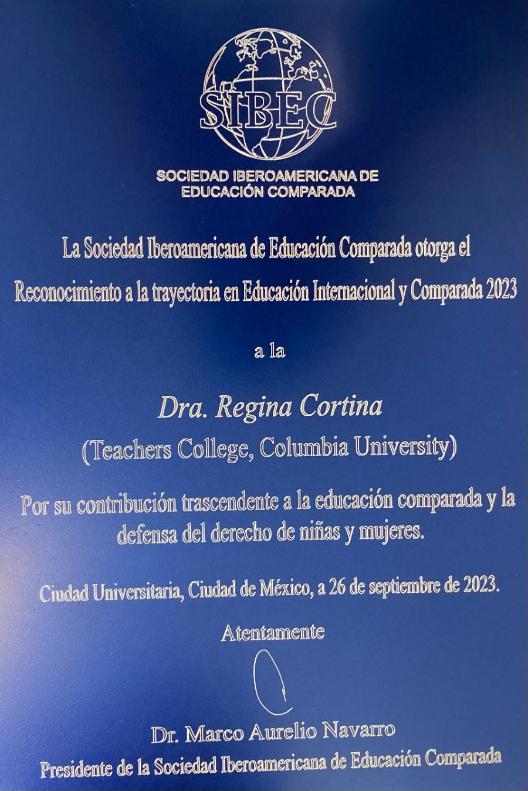 SIBEC
SOCIEDAD IBEROAMERICANA DE
EDUCACIÓN COMPARADA
La Sociedad Iberoamericana de Educación Comparada otorga el
Reconocimiento a la trayectoria en Educación Internacional y Comparada 2023
a la
Dra. Regina Cortina
(Teachers College, Columbia University)
Por su contribución trascendente a la educación comparada y la
defensa del derecho de niñas y mujeres.
Ciudad Universitaria, Ciudad de México, a 26 de septiembre de 2023.
Atentamente
Dr. Marco Aurelio Navarro
Presidente de la Sociedad Iberoamericana de Educación Comparada